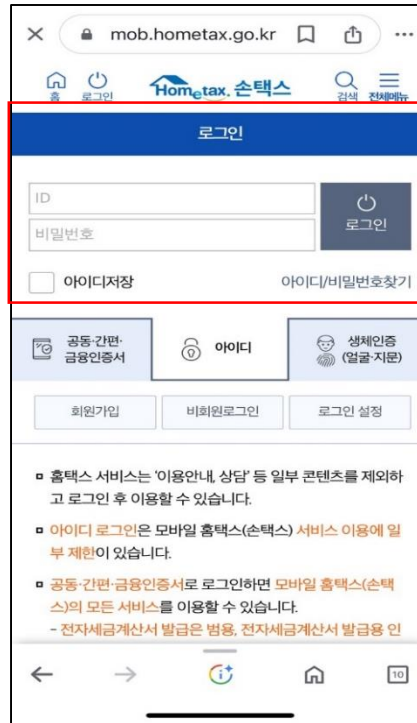 mob.hometax.go.kr
홈 로그인 Hometax. 손택스 검색 전체메뉴
로그인
ID
비밀번호
로그인
아이디저장 아이디/비밀번호찾기
공동·간편·
금융인증서
아이디
생체인증
(얼굴·지문)
회원가입 비회원로그인 로그인 설정
홈택스 서비스는 '이용안내, 상담' 등 일부 콘텐츠를 제외하
고 로그인 후 이용할 수 있습니다.
아이디 로그인은 모바일 홈택스(손택스) 서비스 이용에 일
부 제한이 있습니다.
공동·간편·금융인증서로 로그인하면 모바일 홈택스(손택
스)의 모든 서비스를 이용할 수 있습니다.
- 전자세금계산서 발급은 범용, 전자세금계산서 발급용 인
10